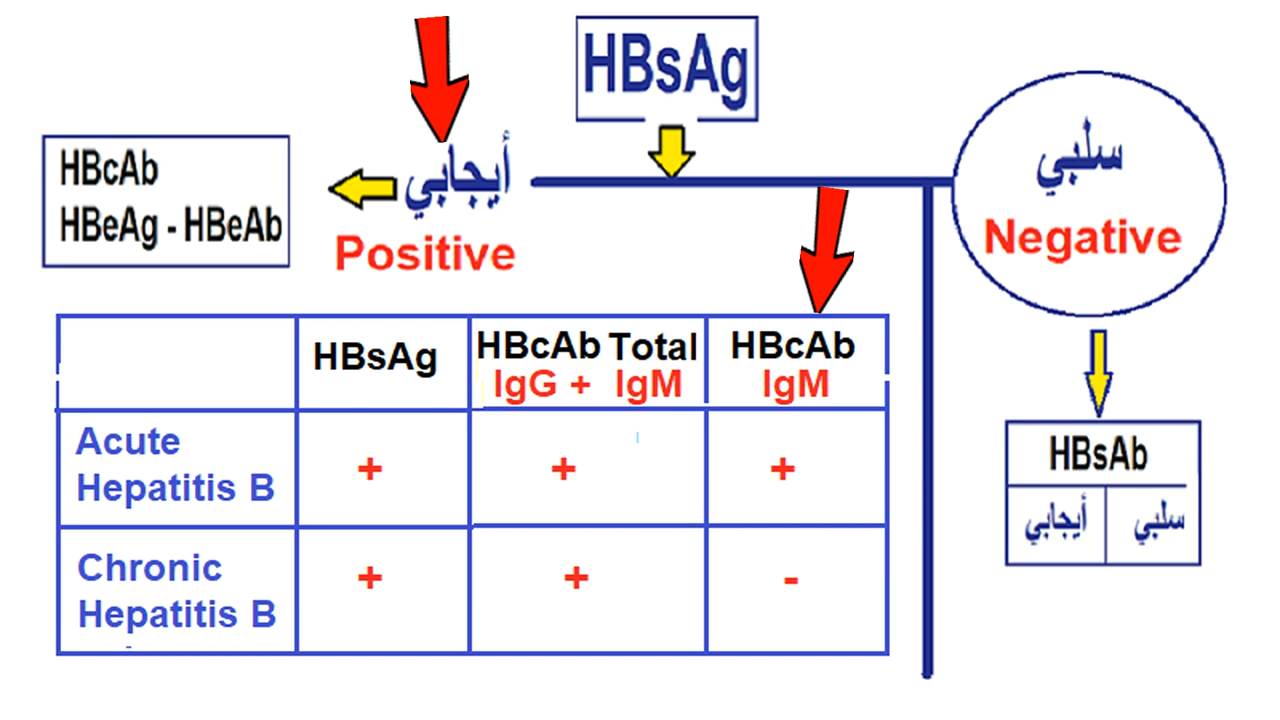 HBsAg
أيجابي
Positive
HBcAb
HBeAg - HBeAb
سلبي
Negative
HBsAb
أيجابي سلبي
HBsAg HBcAb Total HBcAb
IgG + IgM IgM
Acute
Hepatitis B + + +
Chronic
Hepatitis B + + -